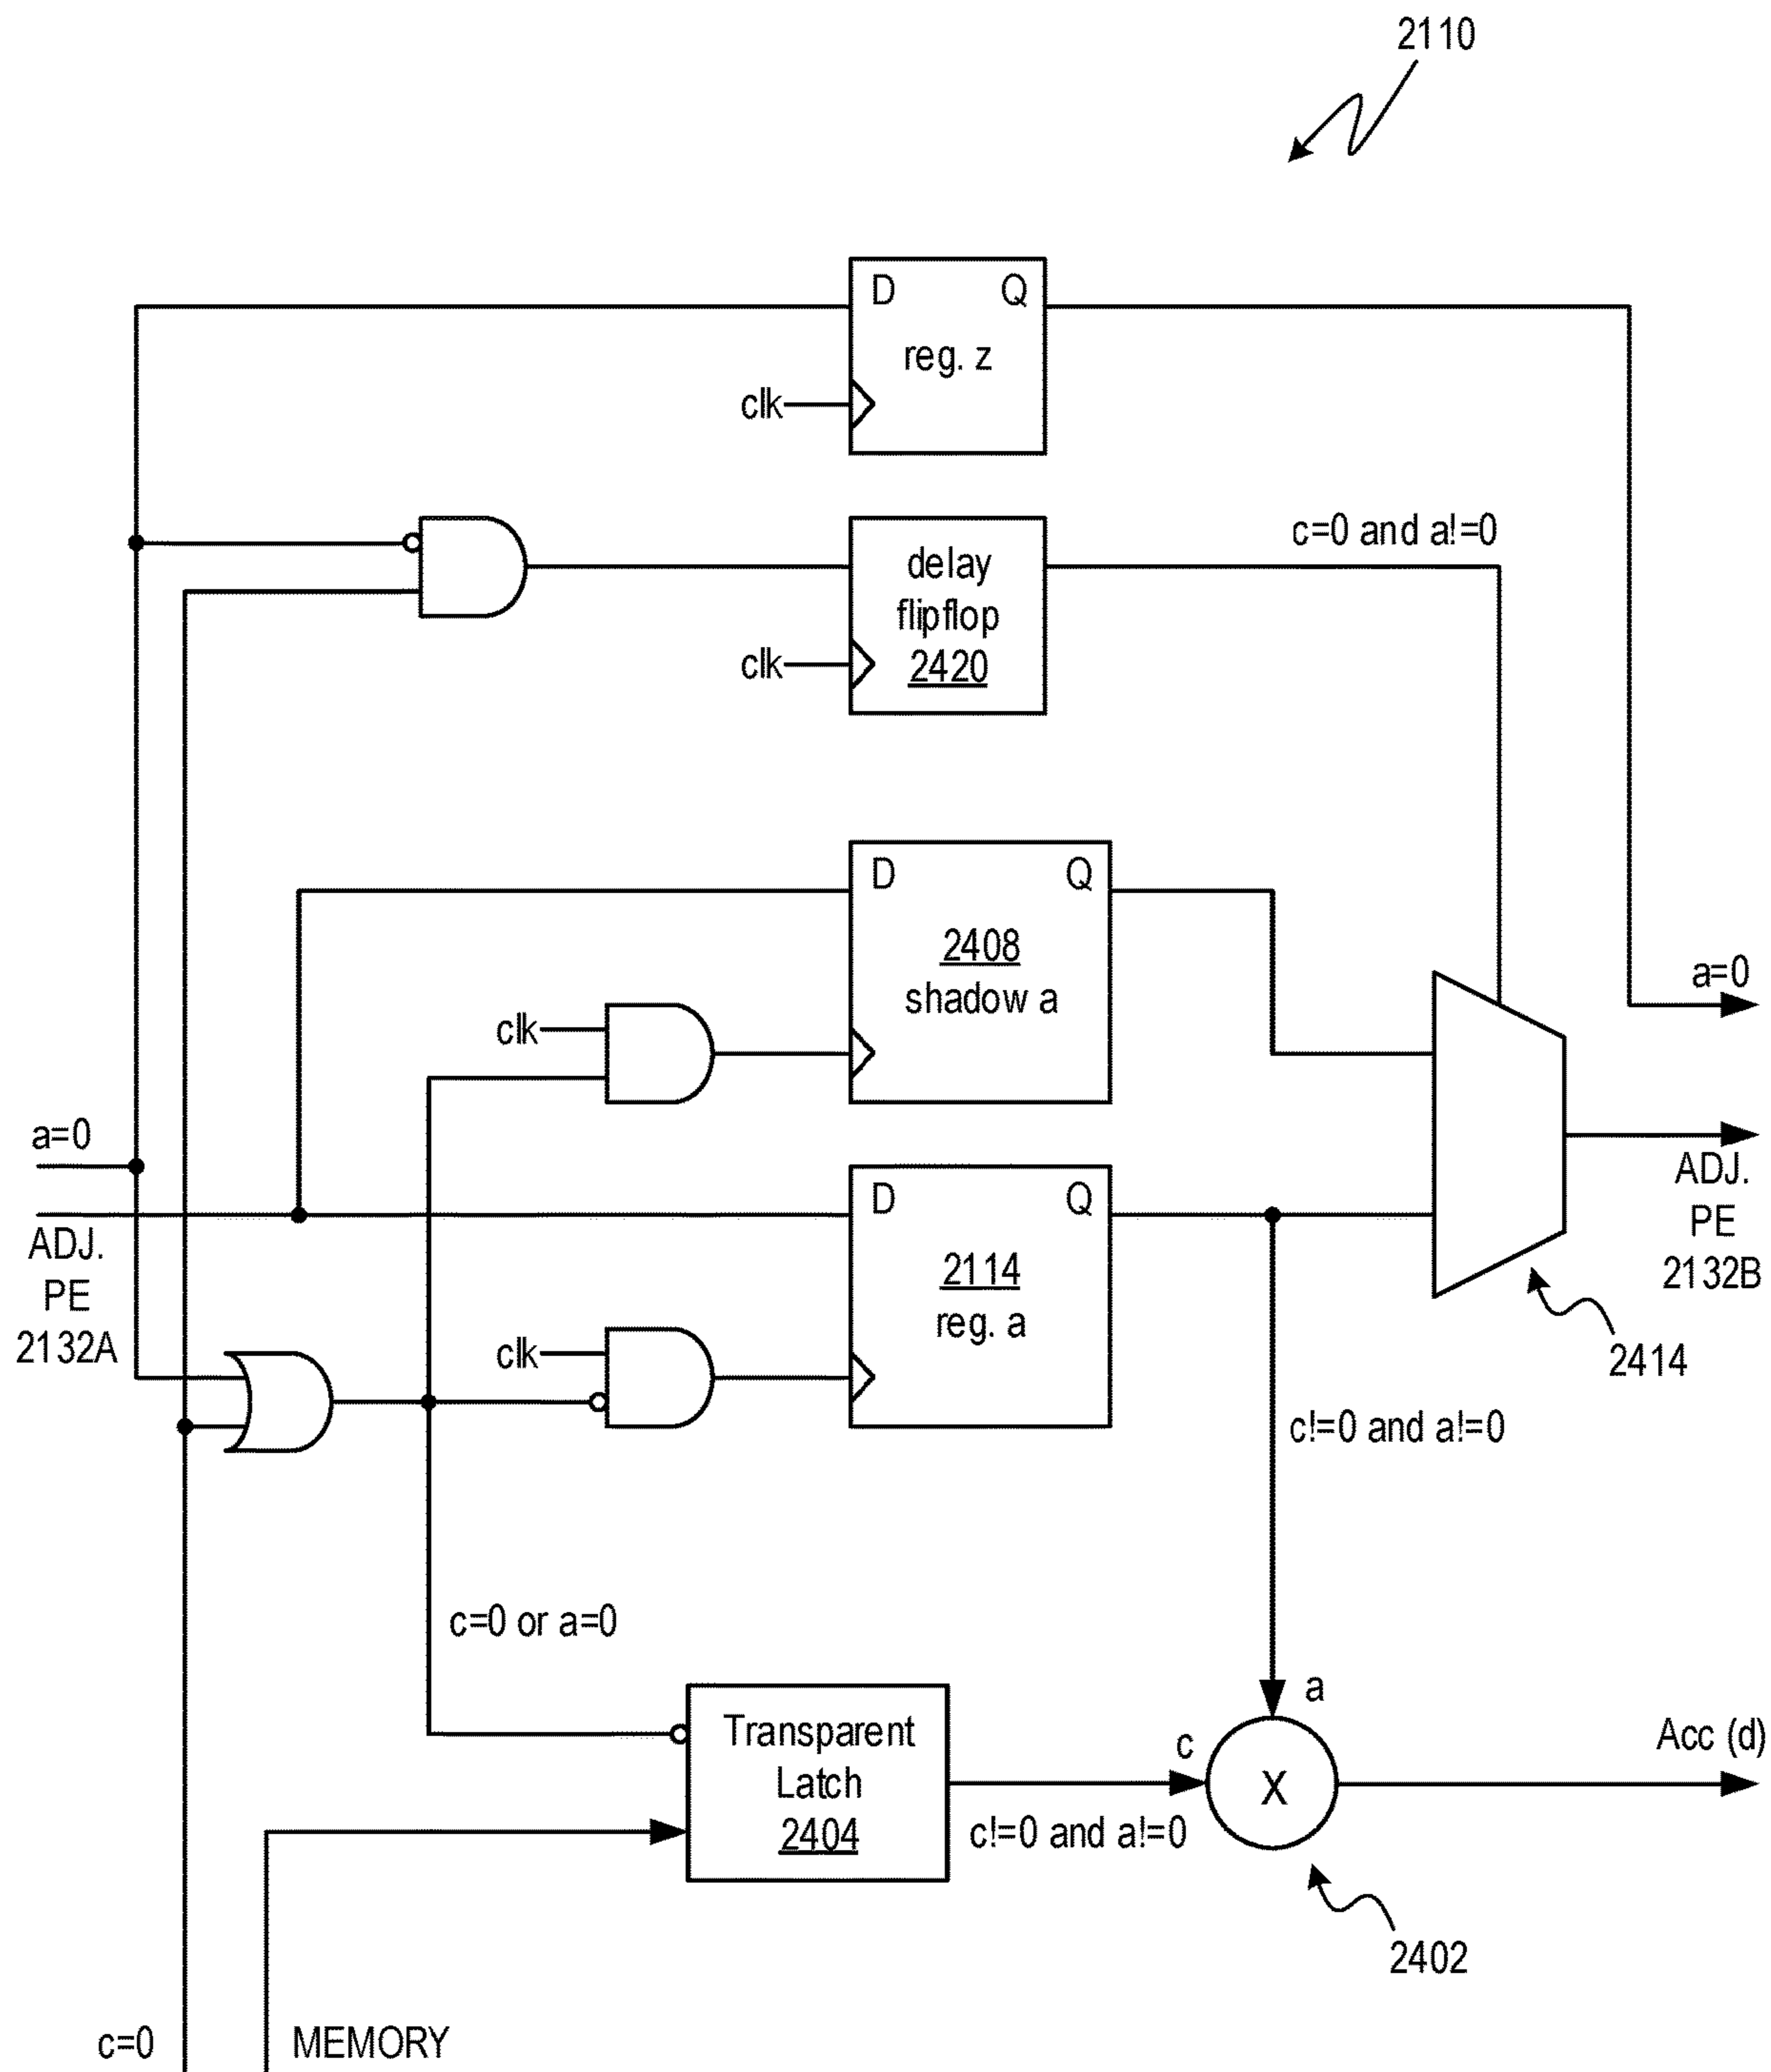 2110
D Q
reg. z
clk
c=0 and a!=0
delay
flipflop
2420
clk
D Q
2408
shadow a
clk
a=0
a=0
ADJ.
PE
2132B
ADJ.
PE
2132A
D Q
2114
reg. a
clk
2414
c!=0 and a!=0
c=0 or a=0
a
Transparent
Latch
2404
c
X
Acc (d)
c!=0 and a!=0
2402
c=0
MEMORY